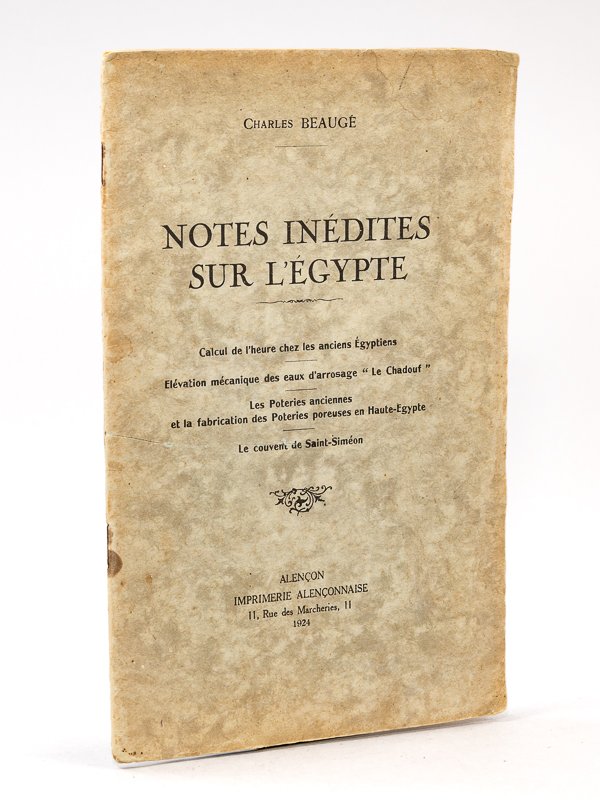 CHARLES BEAUGÉ
NOTES INÉDITES
SUR L'ÉGYPTE
Calcul de l'heure chez les anciens Égyptiens
Elévation mécanique des eaux d'arrosage “ Le Chadouf ”
Les Poteries anciennes
et la fabrication des Poteries poreuses en Haute-Egypte
Le couvent de Saint-Siméon
ALENÇON
IMPRIMERIE ALENÇONNAISE
11, Rue des Marcheries, 11
1924